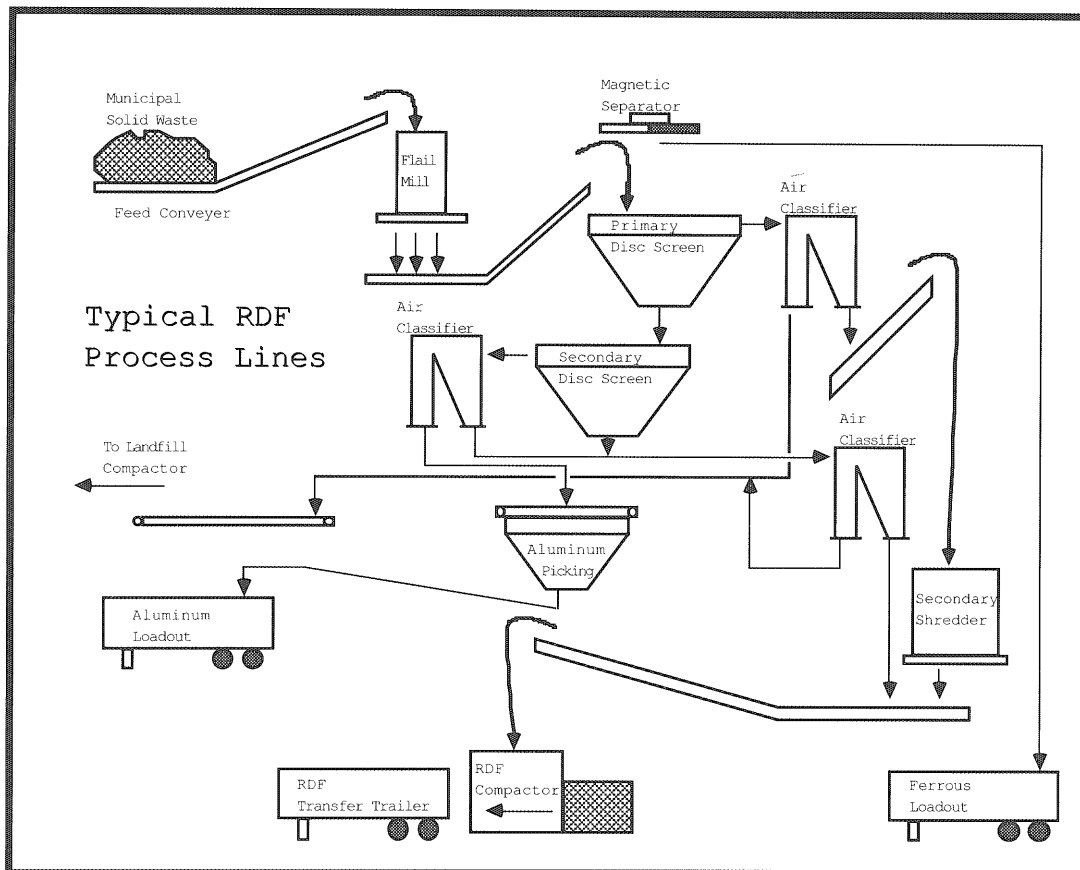 Municipal
Solid Waste
Feed Conveyer
Flail
Mill
Magnetic
Separator
Primary
Disc Screen
Air
Classifier
Typical RDF
Process Lines
Air
Classifier
Secondary
Disc Screen
Air
Classifier
To Landfill
Compactor
Aluminum
Picking
Aluminum
Loadout
Secondary
Shredder
RDF
Transfer Trailer
RDF
Compactor
Ferrous
Loadout